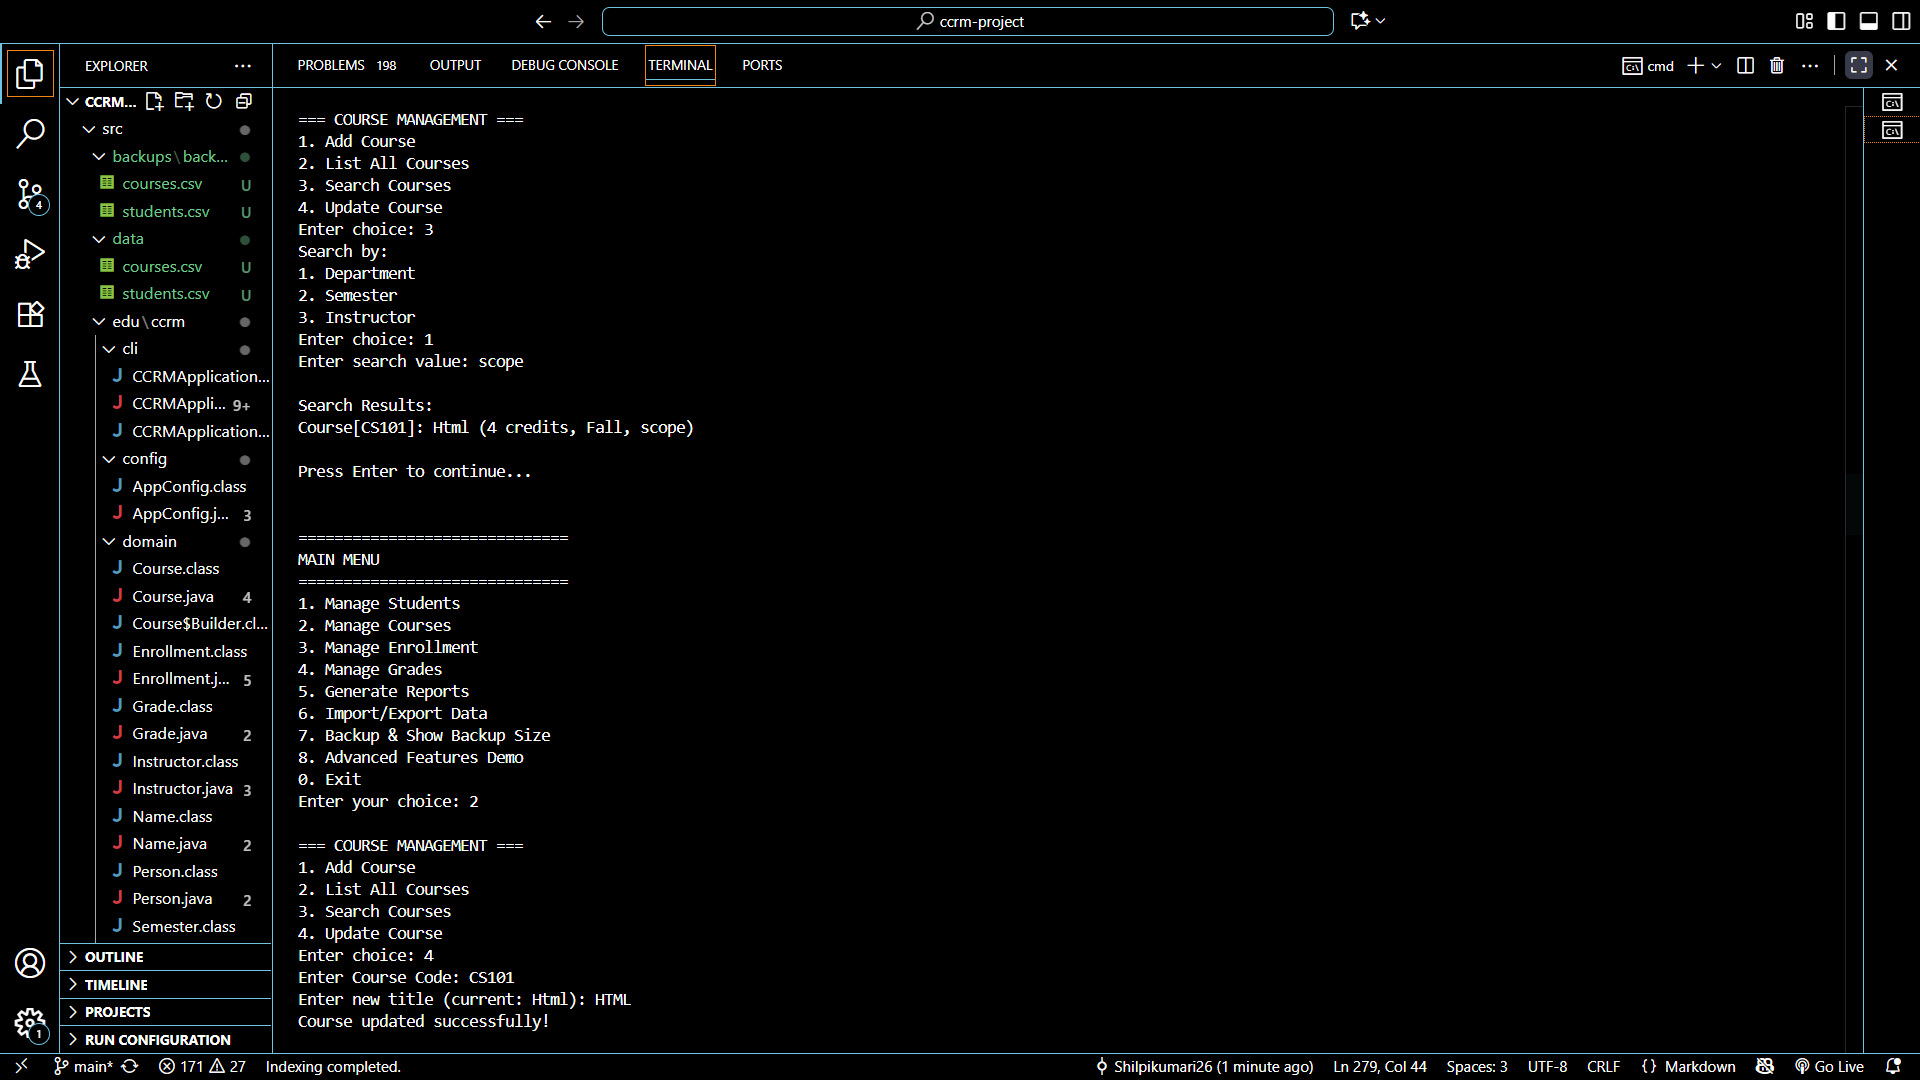 ccrm-project
EXPLORER
PROBLEMS 198 OUTPUT DEBUG CONSOLE TERMINAL PORTS
cmd
CCRM...
src
backups\back...
courses.csv U
students.csv U
data
courses.csv U
students.csv U
edu\ccrm
cli
CCRMApplication...
CCRMAppli... 9+
CCRMApplication...
config
AppConfig.class
AppConfig.j... 3
domain
Course.class
Course.java 4
Course$Builder.cl...
Enrollment.class
Enrollment.j... 5
Grade.class
Grade.java 2
Instructor.class
Instructor.java 3
Name.class
Name.java 2
Person.class
Person.java 2
Semester.class
OUTLINE
TIMELINE
PROJECTS
RUN CONFIGURATION
4
1
=== COURSE MANAGEMENT ===
1. Add Course
2. List All Courses
3. Search Courses
4. Update Course
Enter choice: 3
Search by:
1. Department
2. Semester
3. Instructor
Enter choice: 1
Enter search value: scope
Search Results:
Course[CS101]: Html (4 credits, Fall, scope)
Press Enter to continue...
==============================
MAIN MENU
==============================
1. Manage Students
2. Manage Courses
3. Manage Enrollment
4. Manage Grades
5. Generate Reports
6. Import/Export Data
7. Backup & Show Backup Size
8. Advanced Features Demo
0. Exit
Enter your choice: 2
=== COURSE MANAGEMENT ===
1. Add Course
2. List All Courses
3. Search Courses
4. Update Course
Enter choice: 4
Enter Course Code: CS101
Enter new title (current: Html): HTML
Course updated successfully!
main* 171 27 Indexing completed. Shilpikumari26 (1 minute ago) Ln 279, Col 44 Spaces: 3 UTF-8 CRLF {} Markdown Go Live